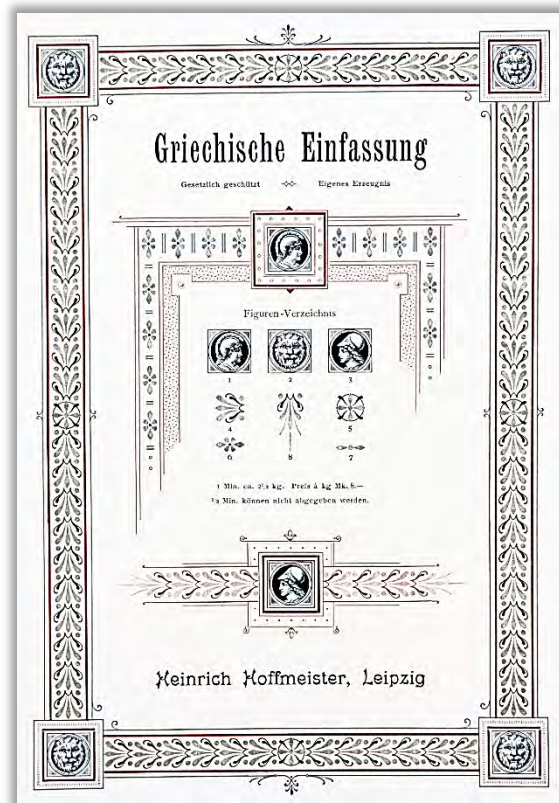 Griechische Einfassung
Gesetzlich geschützt Eigenes Erzeugnis
Figuren-Verzeichnis
1 2 3
4 5
6 8 7
1 Min. ca. 2½ kg. Preis à kg Mk. 8.—
½ Min. können nicht abgegeben werden.
Heinrich Hoffmeister, Leipzig